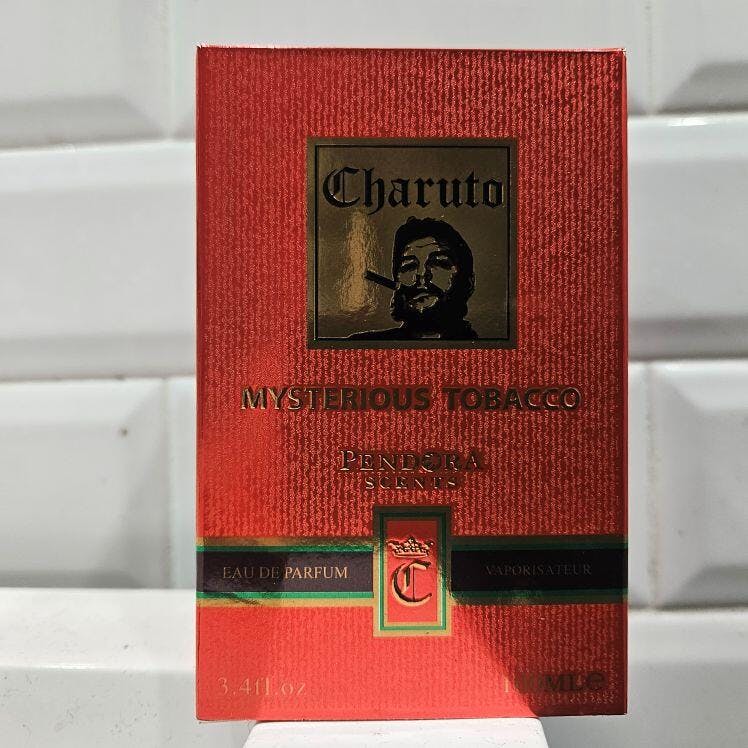 Charuto
MYSTERIOUS TOBACCO
PENDORA
SCENTS
EAU DE PARFUM
C
VAPORISATEUR
3.4fl.oz
100MLe